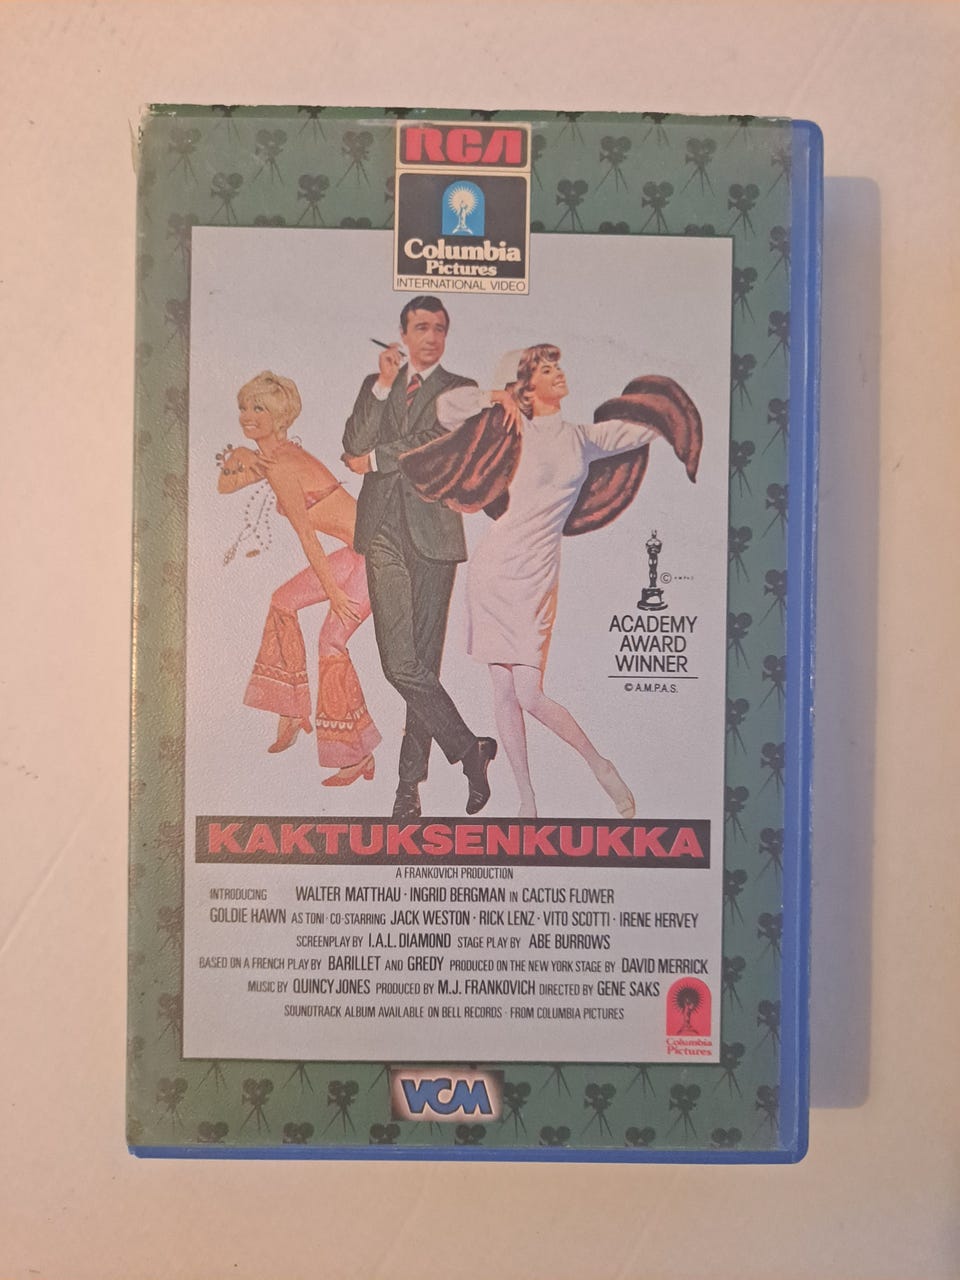 RCA
Columbia
Pictures
INTERNATIONAL VIDEO
© A.M.P.A.S.
ACADEMY
AWARD
WINNER
© A.M.P.A.S.
KAKTUKSENKUKKA
A FRANKOVICH PRODUCTION
INTRODUCING WALTER MATTHAU · INGRID BERGMAN IN CACTUS FLOWER
GOLDIE HAWN AS TONI · CO-STARRING JACK WESTON · RICK LENZ · VITO SCOTTI · IRENE HERVEY
SCREENPLAY BY I.A.L. DIAMOND STAGE PLAY BY ABE BURROWS
BASED ON A FRENCH PLAY BY BARILLET AND GREDY PRODUCED ON THE NEW YORK STAGE BY DAVID MERRICK
MUSIC BY QUINCY JONES PRODUCED BY M.J. FRANKOVICH DIRECTED BY GENE SAKS
SOUNDTRACK ALBUM AVAILABLE ON BELL RECORDS · FROM COLUMBIA PICTURES
Columbia
Pictures
VCM